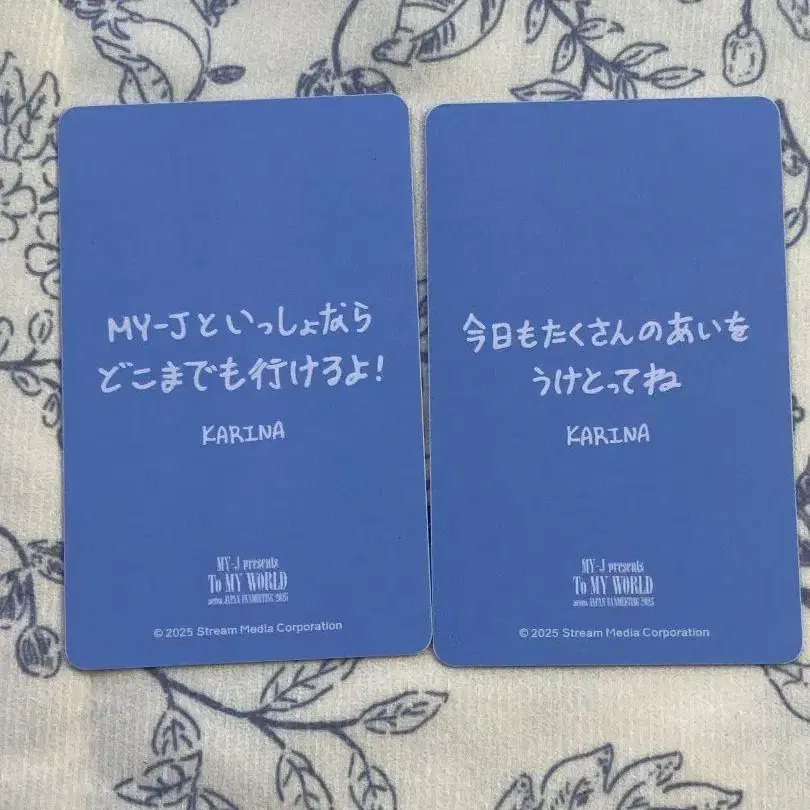 MY-Jといっしょなら
どこまでも行けるよ!
KARINA
MY-J presents
To MY WORLD
aespa JAPAN FANMEETING 2025
© 2025 Stream Media Corporation
今日もたくさんのあいを
うけとってね
KARINA
MY-J presents
To MY WORLD
aespa JAPAN FANMEETING 2025
© 2025 Stream Media Corporation